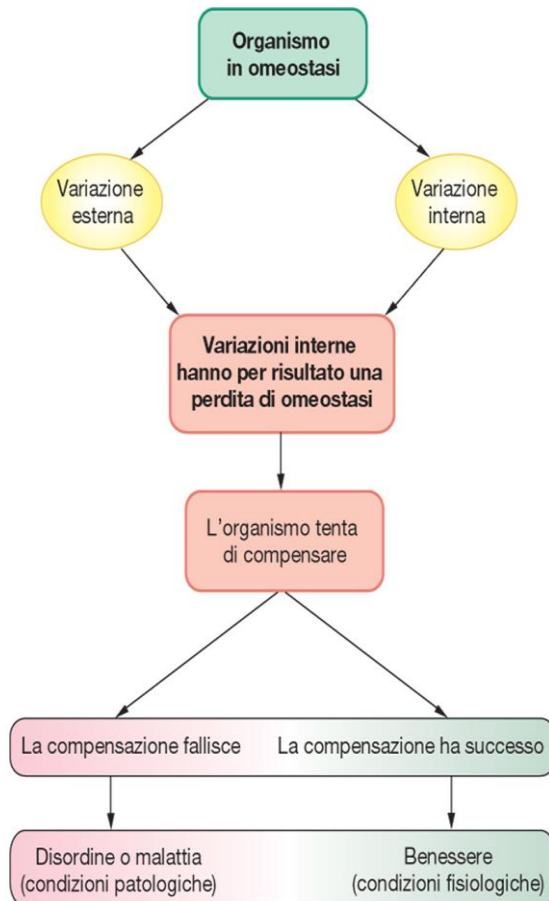 Organismo
in omeostasi
Variazione
esterna
Variazione
interna
Variazioni interne
hanno per risultato una
perdita di omeostasi
L'organismo tenta
di compensare
La compensazione fallisce
La compensazione ha successo
Disordine o malattia
(condizioni patologiche)
Benessere
(condizioni fisiologiche)